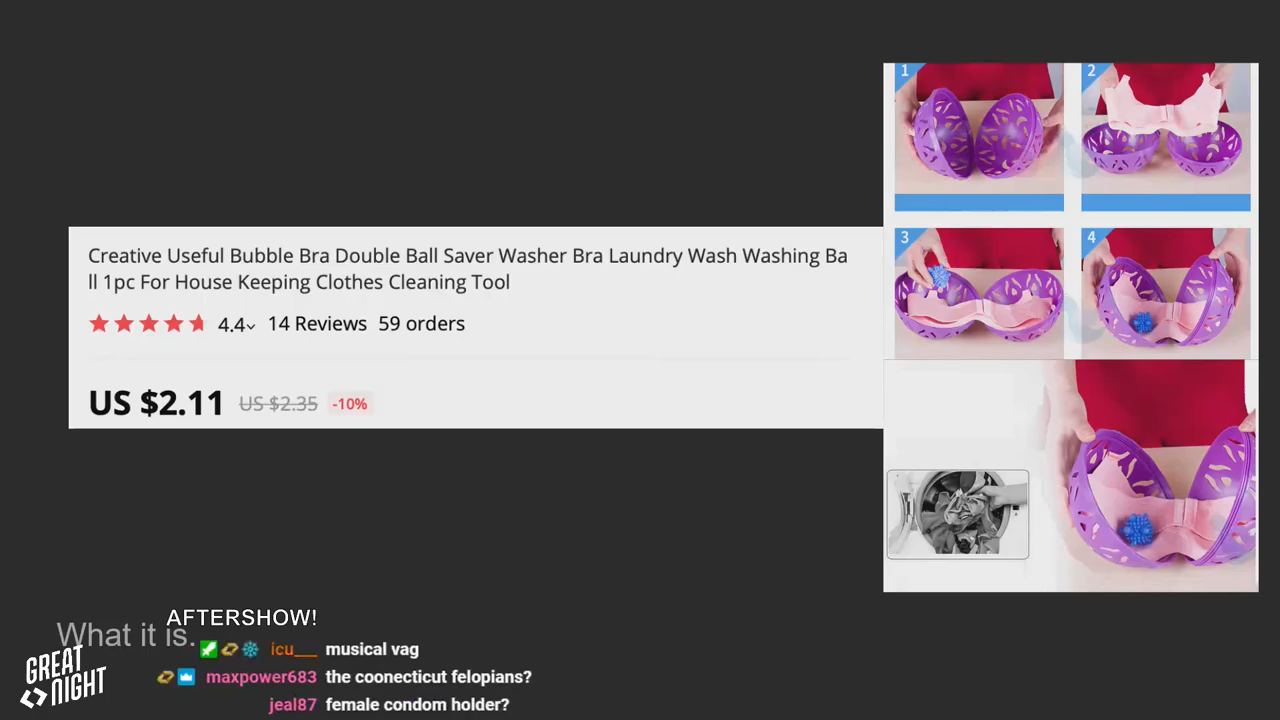 Creative Useful Bubble Bra Double Ball Saver Washer Bra Laundry Wash Washing Ba
ll 1pc For House Keeping Clothes Cleaning Tool
4.4 14 Reviews 59 orders
US $2.11 US $2.35 -10%
1
2
3
4
AFTERSHOW!
What it is.
ícu___ musical vag
maxpower683 the coonecticut felopians?
jeal87 female condom holder?
GREAT
NIGHT